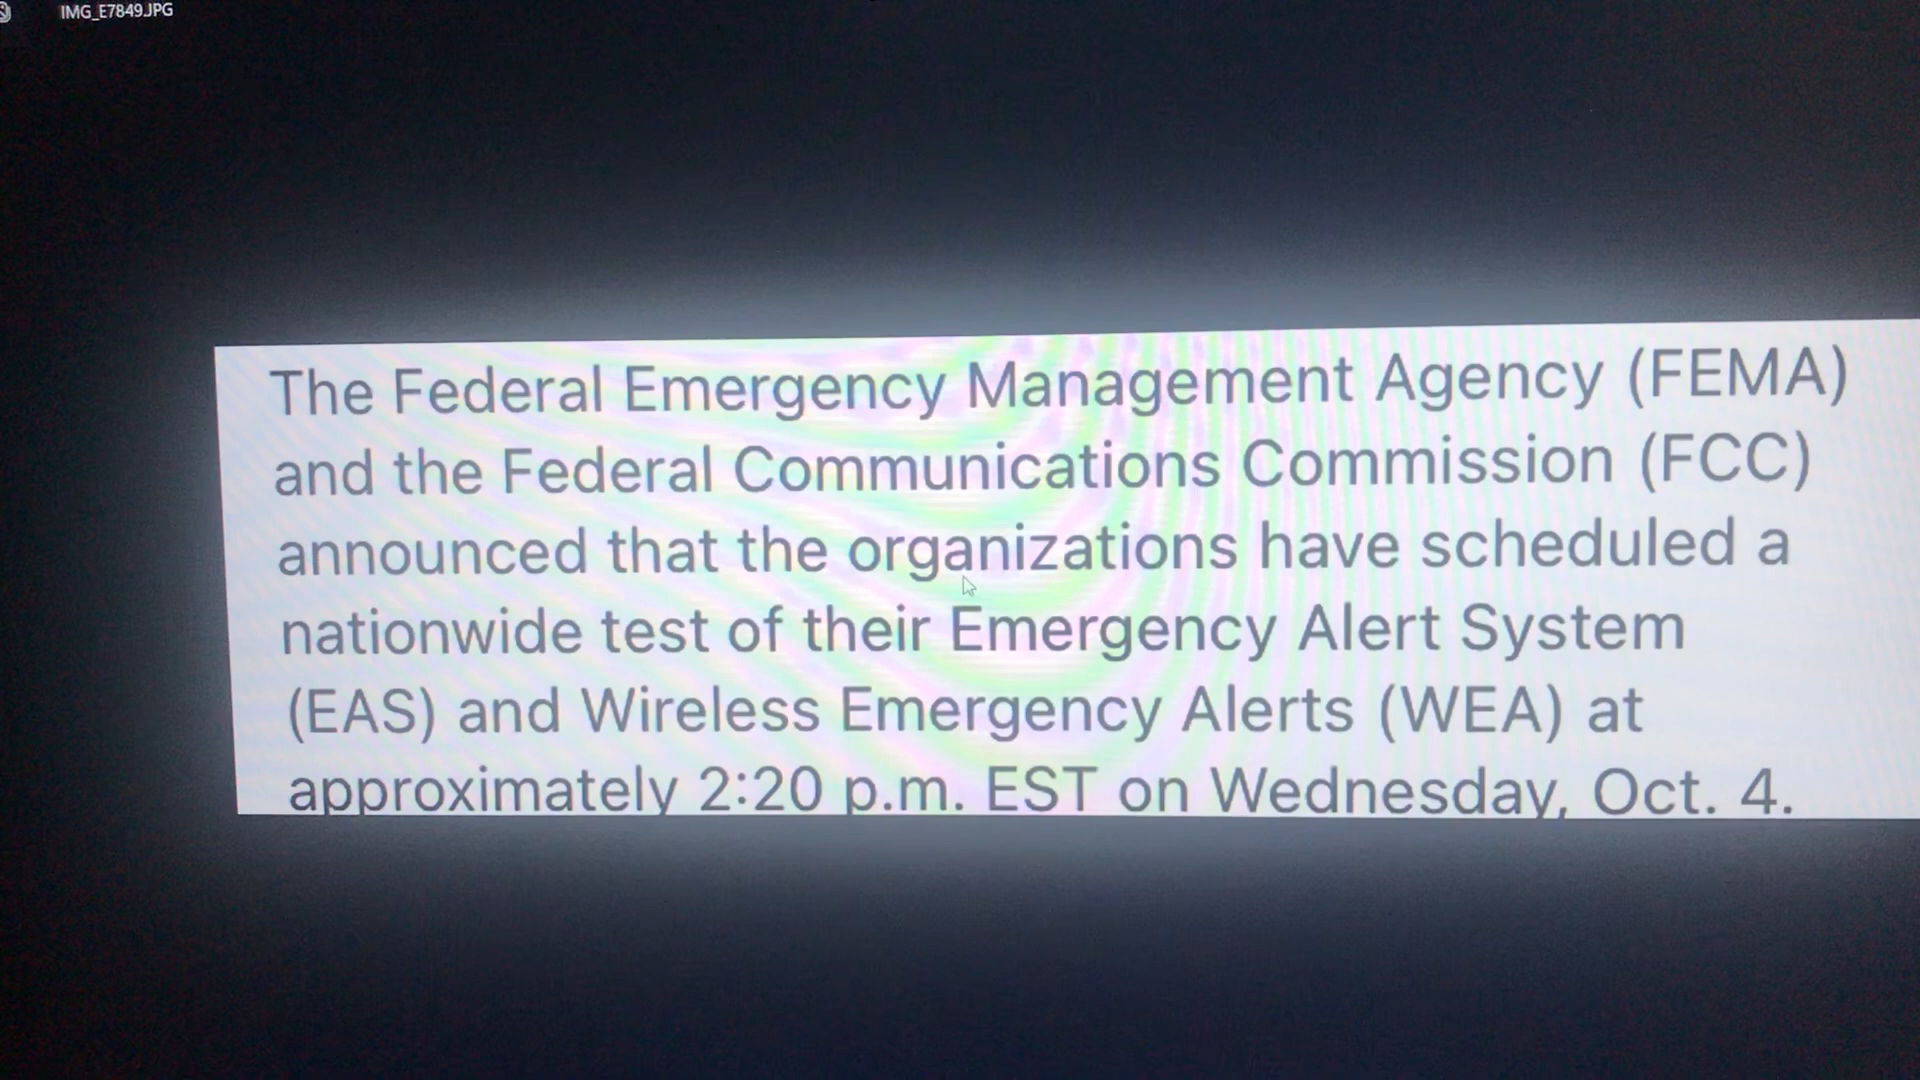 IMG_E7849.JPG
The Federal Emergency Management Agency (FEMA)
and the Federal Communications Commission (FCC)
announced that the organizations have scheduled a
nationwide test of their Emergency Alert System
(EAS) and Wireless Emergency Alerts (WEA) at
approximately 2:20 p.m. EST on Wednesday, Oct. 4.